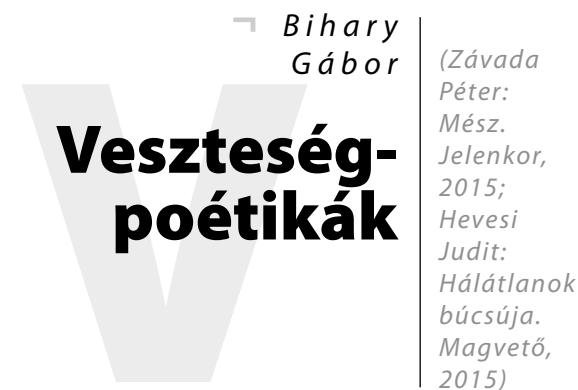 Bihary
Gábor
V
Veszteség-
poétikák
(Závada
Péter:
Mész.
Jelenkor,
2015;
Hevesi
Judit:
Hálátlanok
búcsúja.
Magvető,
2015)